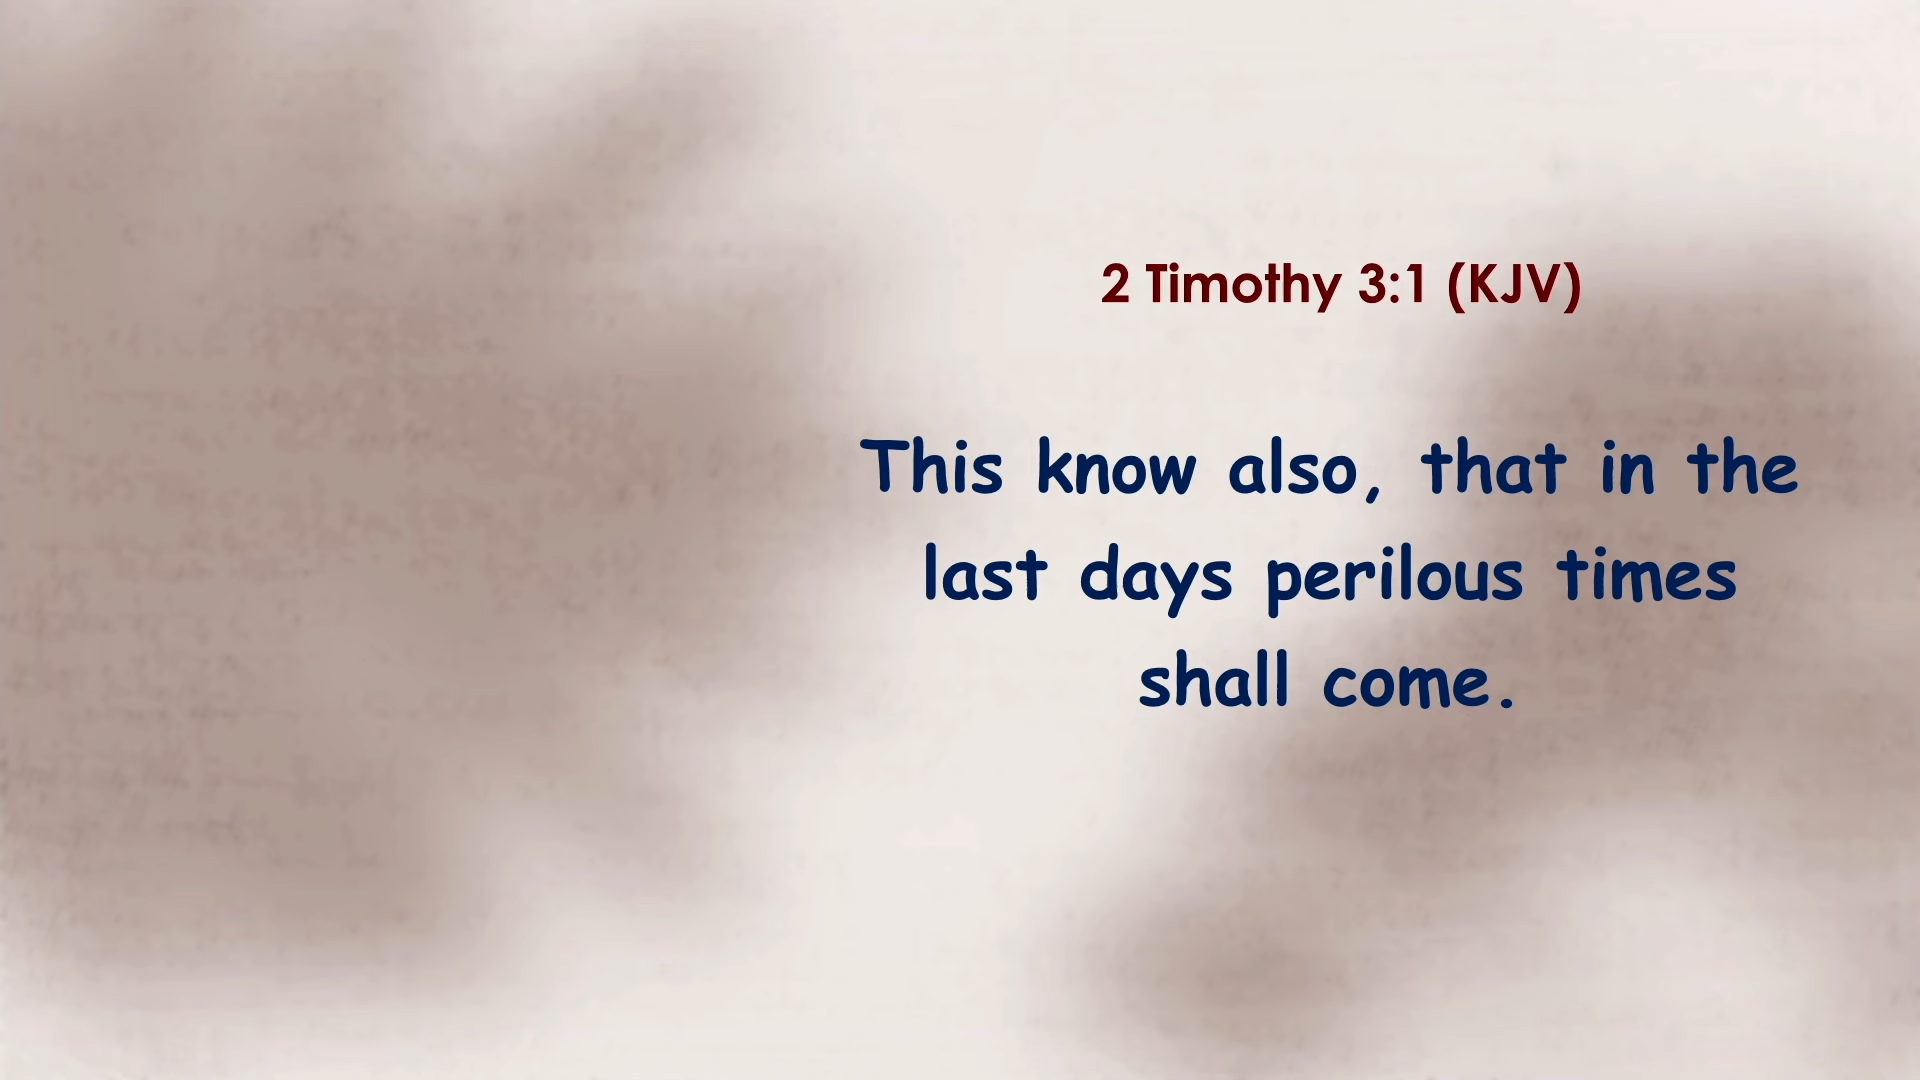 2 Timothy 3:1 (KJV)
This know also, that in the
last days perilous times
shall come.